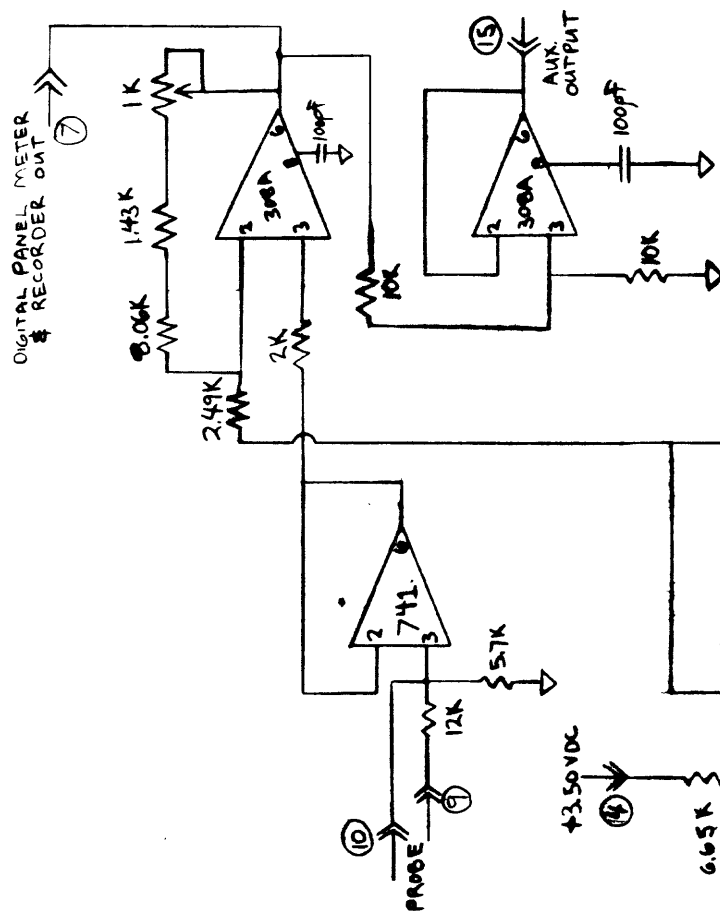 DIGITAL PANEL METER
& RECORDER OUT
7
1K
1.43K
8.06K
2.49K
2K
2
3
6
8
308A
100pF
10K
15
AUX.
OUTPUT
2
3
6
8
308A
100pF
10K
2
3
6
741.
5.7K
12K
10
9
PROBE
+3.50VDC
14
6.65K